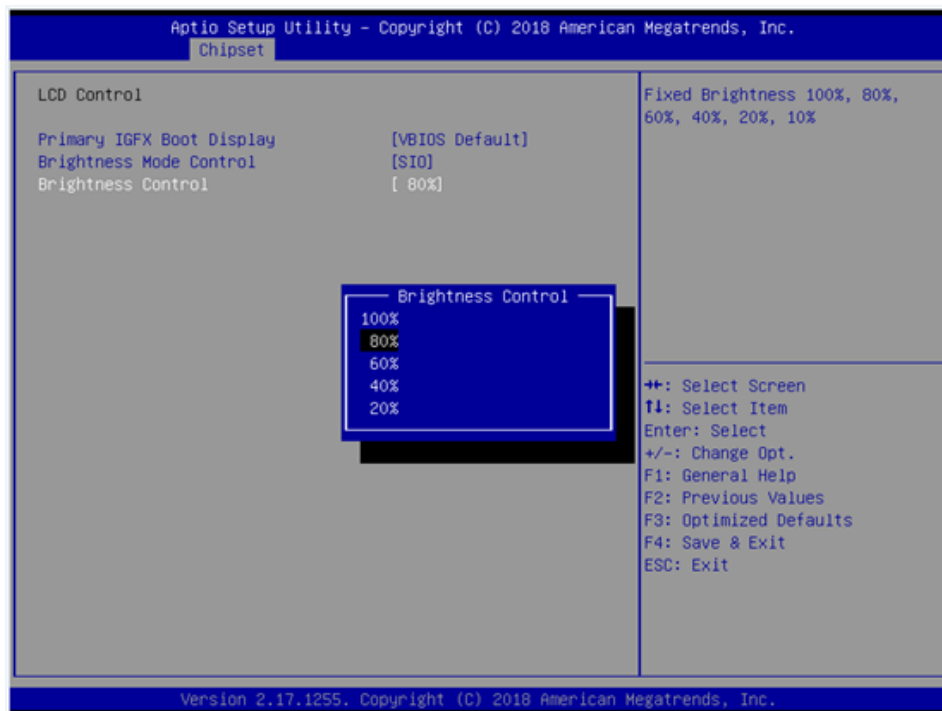 Aptio Setup Utility – Copyright (C) 2018 American Megatrends, Inc.
Chipset
LCD Control
Primary IGFX Boot Display [VBIOS Default]
Brightness Mode Control [SIO]
Brightness Control [ 80%]
Brightness Control
100%
80%
60%
40%
20%
Fixed Brightness 100%, 80%,
60%, 40%, 20%, 10%
→←: Select Screen
↑↓: Select Item
Enter: Select
+/-: Change Opt.
F1: General Help
F2: Previous Values
F3: Optimized Defaults
F4: Save & Exit
ESC: Exit
Version 2.17.1255. Copyright (C) 2018 American Megatrends, Inc.